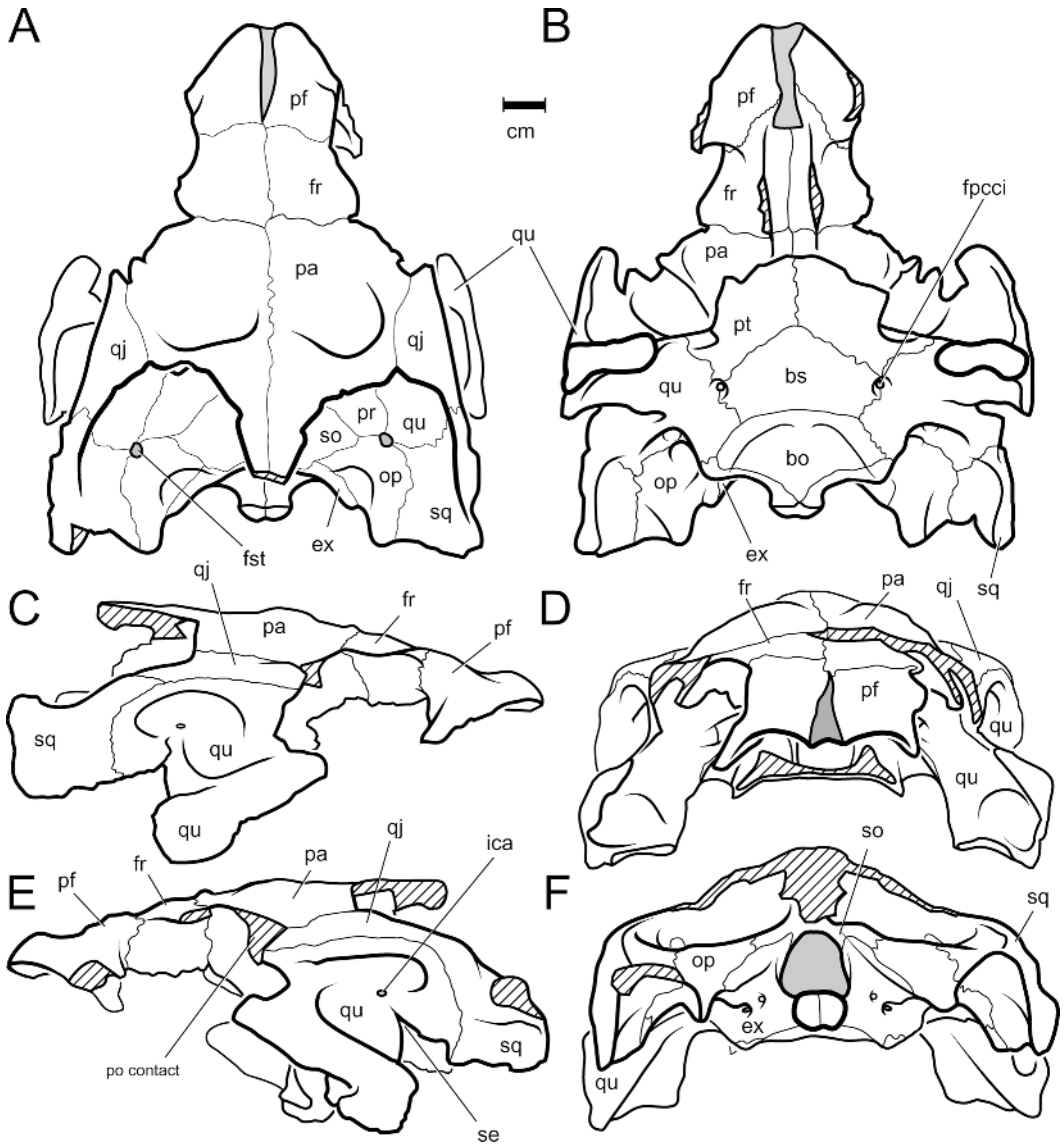 A
B
pf
pf
cm
fpcci
fr
fr
qu
pa
pa
qj
qj
pt
qu
bs
pr
qu
so
op
bo
op
sq
ex
fst
ex
sq
qj
C
D
fr
pa
qj
pa
fr
pf
pf
sq
qu
qu
qu
qu
so
E
F
pf
fr
pa
qj
ica
sq
op
qu
ex
sq
po contact
qu
se